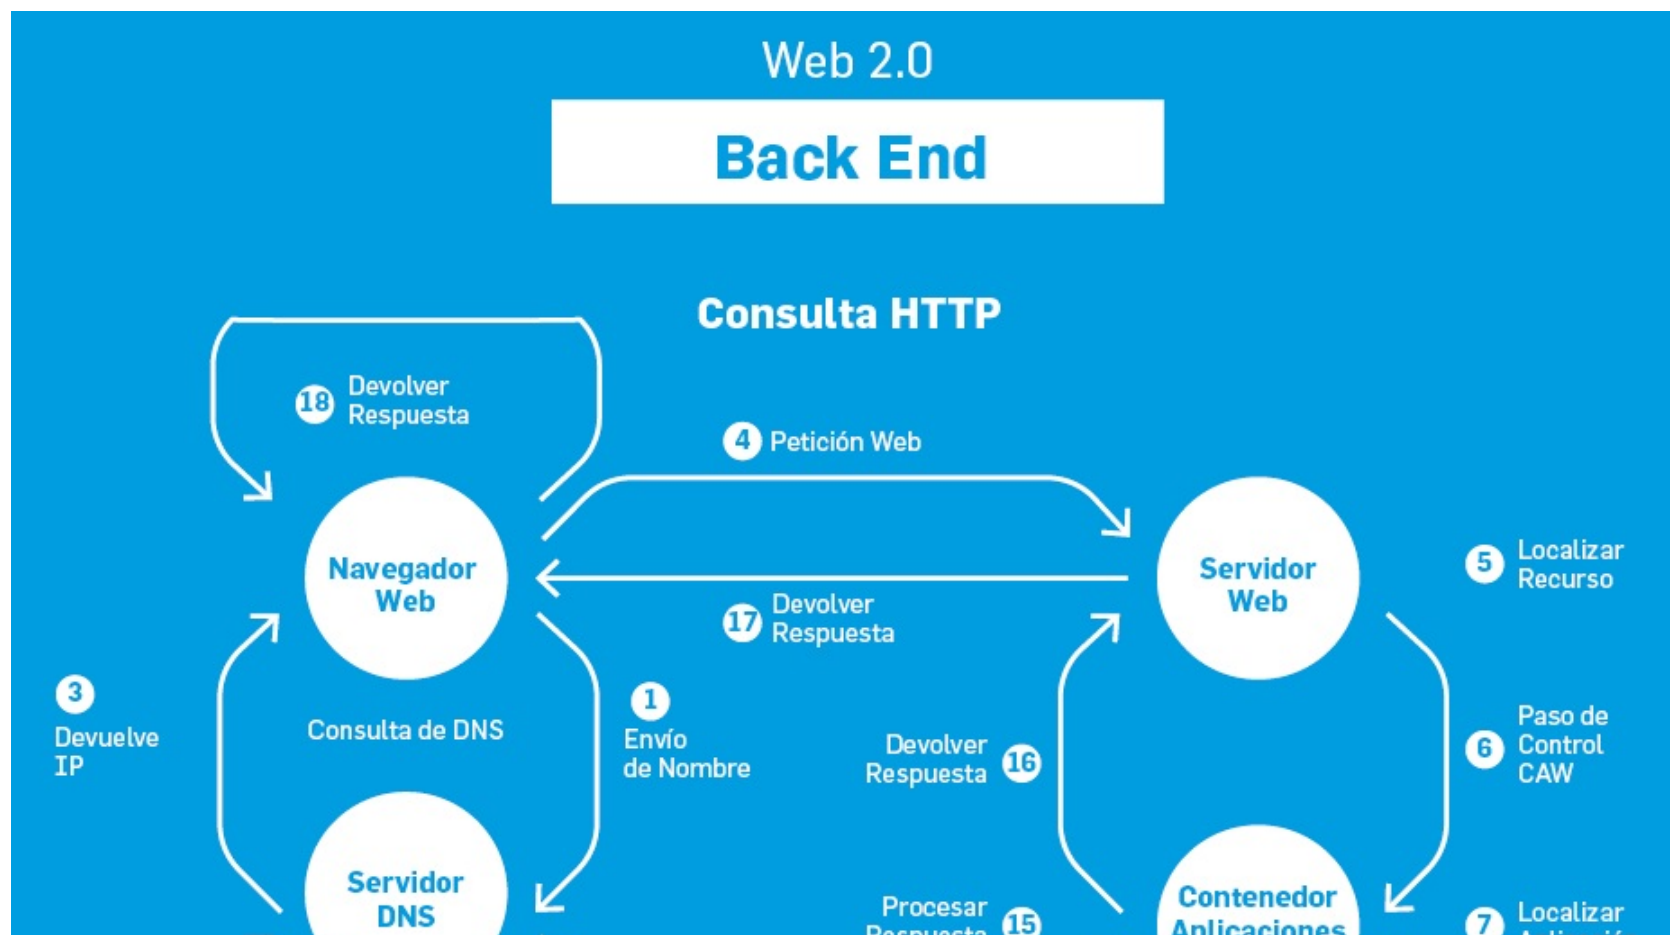 Web 2.0
Back End
Consulta HTTP
18
Devolver
Respuesta
4 Petición Web
Navegador
Web
Servidor
Web
5
Localizar
Recurso
17
Devolver
Respuesta
3
Devuelve
IP
Consulta de DNS
1
Envío
de Nombre
Devolver
Respuesta
16
6
Paso de
Control
CAW
Servidor
DNS
Procesar
Respuesta
15
Contenedor
Aplicaciones
7
Localizar